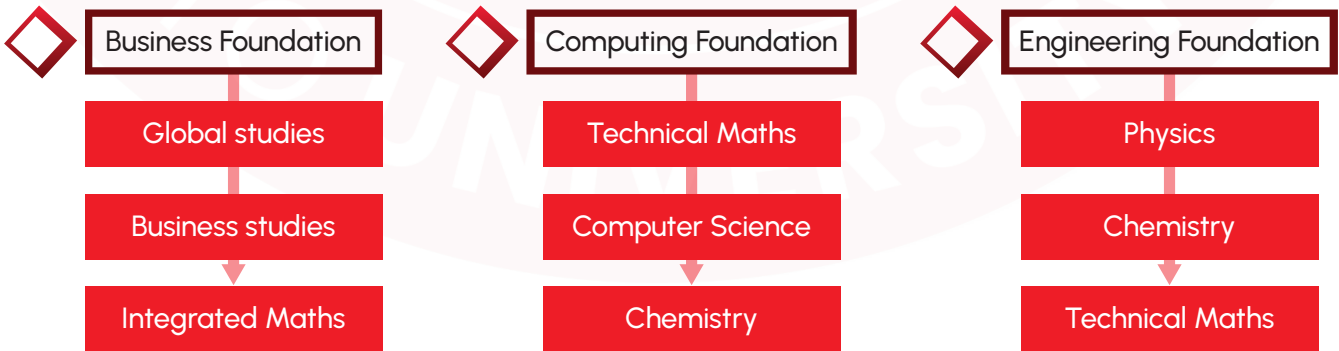 Business Foundation
Global studies
Business studies
Integrated Maths
Computing Foundation
Technical Maths
Computer Science
Chemistry
Engineering Foundation
Physics
Chemistry
Technical Maths
UNIVERSITY